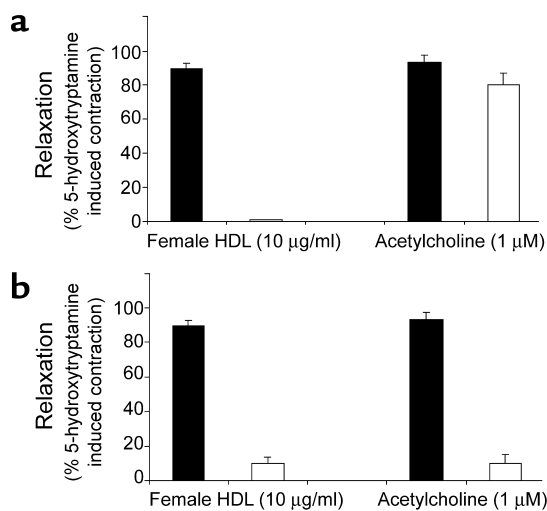 a
Relaxation
(% 5-hydroxytryptamine
induced contraction)
100
80
60
40
20
0
Female HDL (10 µg/ml)
Acetylcholine (1 µM)
b
Relaxation
(% 5-hydroxytryptamine
induced contraction)
100
80
60
40
20
0
Female HDL (10 µg/ml)
Acetylcholine (1 µM)